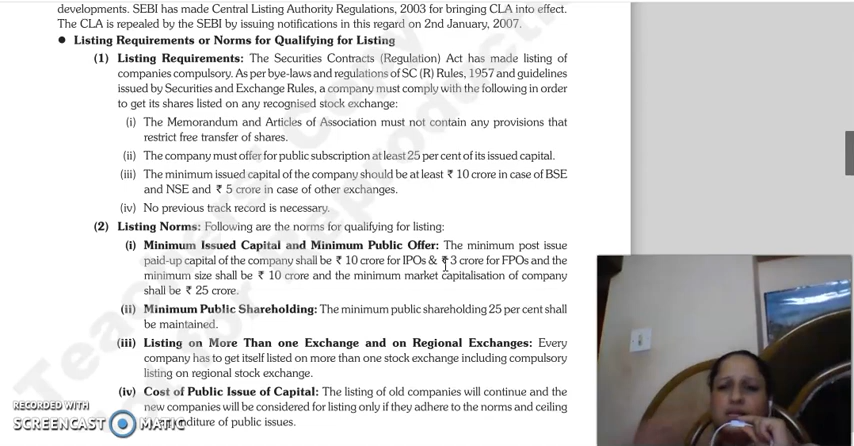 developments. SEBI has made Central Listing Authority Regulations, 2003 for bringing CLA into effect.
The CLA is repealed by the SEBI by issuing notifications in this regard on 2nd January, 2007.
● Listing Requirements or Norms for Qualifying for Listing
(1) Listing Requirements: The Securities Contracts (Regulation) Act has made listing of
companies compulsory. As per bye-laws and regulations of SC (R) Rules, 1957 and guidelines
issued by Securities and Exchange Rules, a company must comply with the following in order
to get its shares listed on any recognised stock exchange:
(i) The Memorandum and Articles of Association must not contain any provisions that
restrict free transfer of shares.
(ii) The company must offer for public subscription at least 25 per cent of its issued capital.
(iii) The minimum issued capital of the company should be at least ₹ 10 crore in case of BSE
and NSE and ₹ 5 crore in case of other exchanges.
(iv) No previous track record is necessary.
(2) Listing Norms: Following are the norms for qualifying for listing:
(i) Minimum Issued Capital and Minimum Public Offer: The minimum post issue
paid-up capital of the company shall be ₹ 10 crore for IPOs & ₹ 3 crore for FPOs and the
minimum size shall be ₹ 10 crore and the minimum market capitalisation of company
shall be ₹ 25 crore.
(ii) Minimum Public Shareholding: The minimum public shareholding 25 per cent shall
be maintained.
(iii) Listing on More Than one Exchange and on Regional Exchanges: Every
company has to get itself listed on more than one stock exchange including compulsory
listing on regional stock exchange.
(iv) Cost of Public Issue of Capital: The listing of old companies will continue and the
new companies will be considered for listing only if they adhere to the norms and ceiling
of public issues.
RECORDED WITH
SCREENCAST MATIC